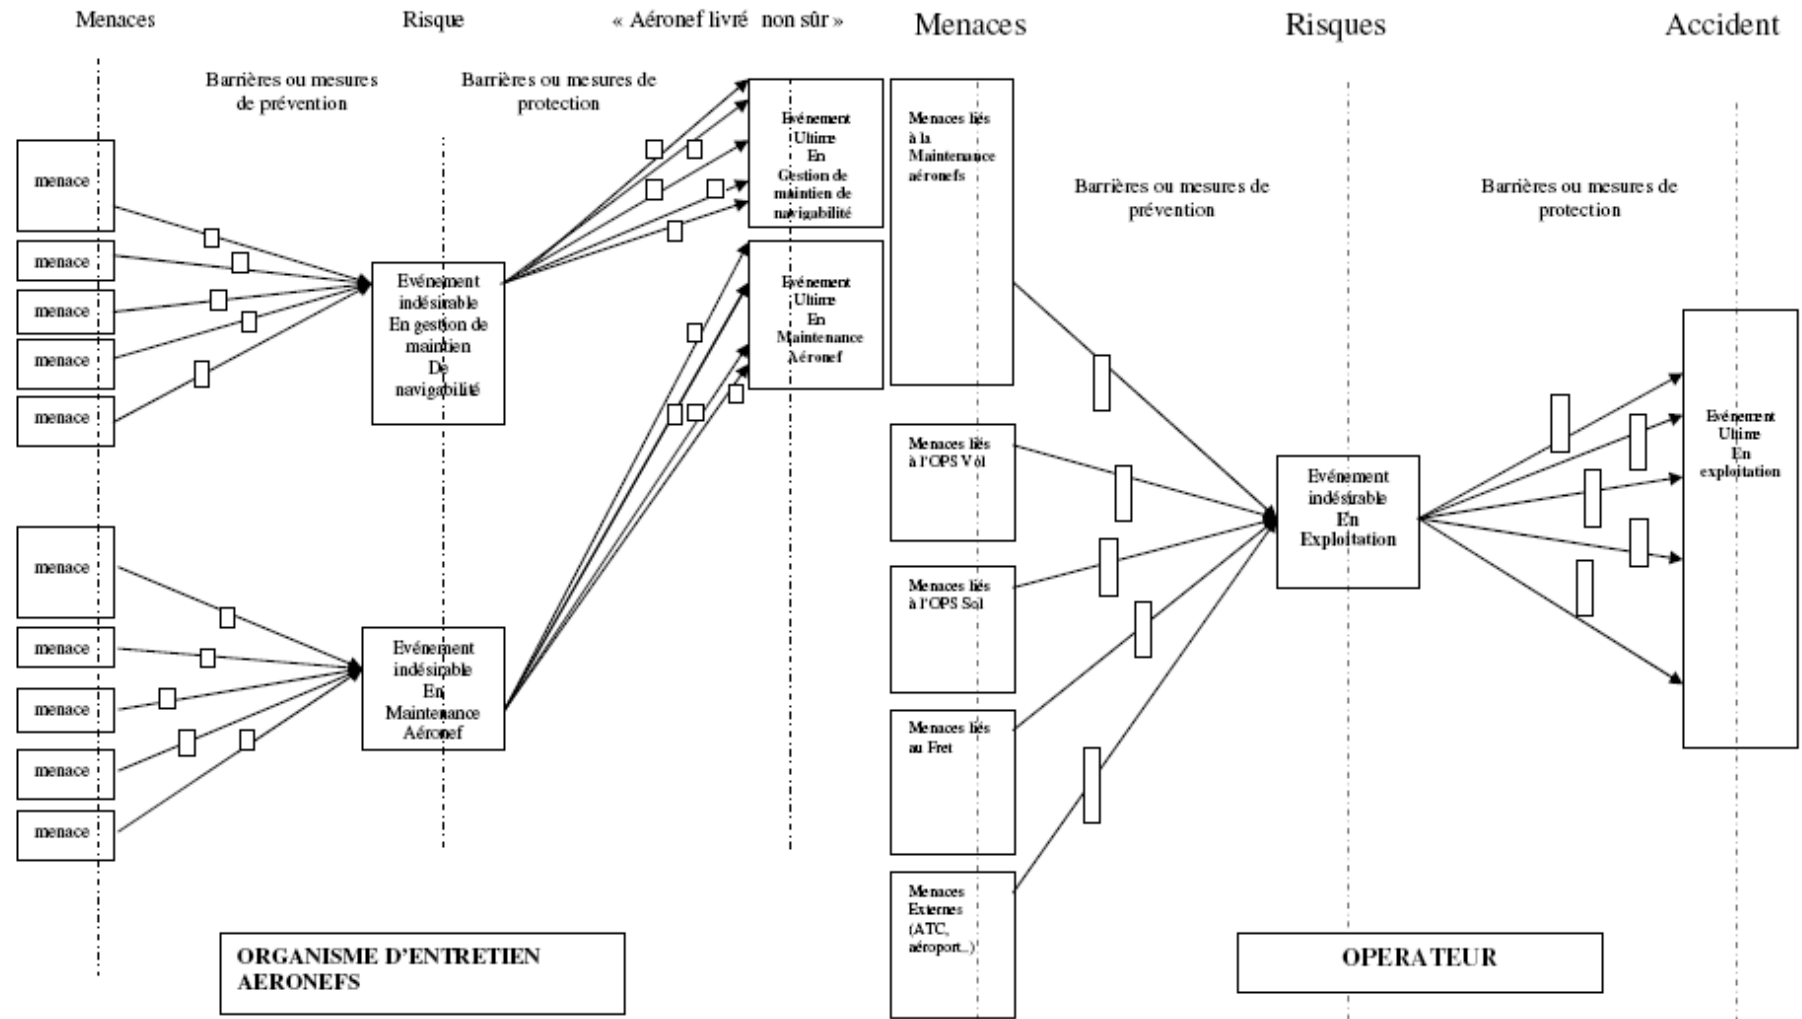 Menaces
Risque
« Aéronef livré non sûr »
Menaces
Risques
Accident
Barrières ou mesures
de prévention
Barrières ou mesures de
protection
menace
menace
menace
menace
menace
Evénement
indésirable
En gestion de
maintien
De
navigabilité
Evénement
Ultime
En
Gestion de
maintien de
navigabilité
Evénement
Ultime
En
Maintenance
Aéronef
menace
menace
menace
menace
menace
Evénement
indésirable
En
Maintenance
Aéronef
ORGANISME D'ENTRETIEN
AERONEFS
Menaces liés
à la
Maintenance
aéronefs
Barrières ou mesures de
prévention
Barrières ou mesures de
protection
Menaces liés
à l'OPS Vol
Menaces liés
à l'OPS Sol
Menaces liés
au Fret
Menaces
Externes
(ATC,
aéroport..)
Evénement
indésirable
En
Exploitation
Evénement
Ultime
En
exploitation
OPERATEUR